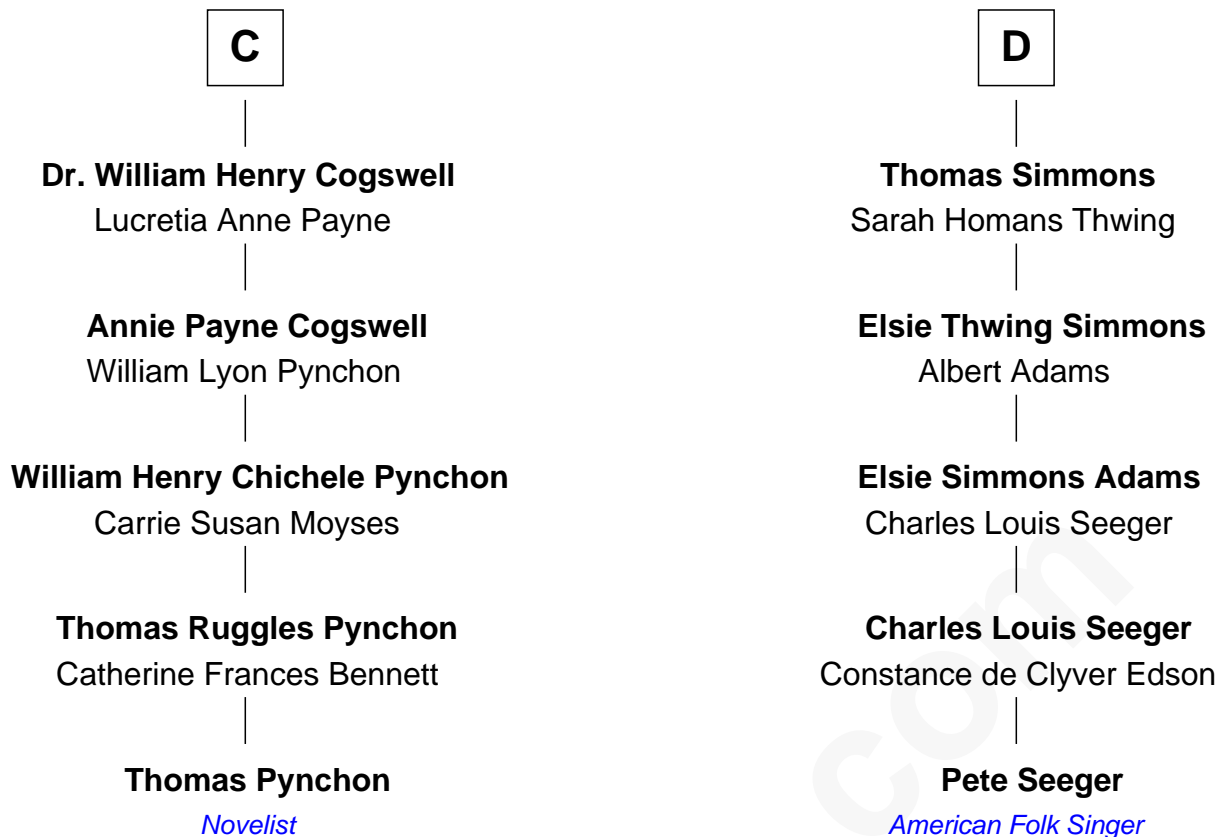 C
Dr. William Henry Cogswell
Lucretia Anne Payne
Annie Payne Cogswell
William Lyon Pynchon
William Henry Chichele Pynchon
Carrie Susan Moyses
Thomas Ruggles Pynchon
Catherine Frances Bennett
Thomas Pynchon
Novelist
D
Thomas Simmons
Sarah Homans Thwing
Elsie Thwing Simmons
Albert Adams
Elsie Simmons Adams
Charles Louis Seeger
Charles Louis Seeger
Constance de Clyver Edson
Pete Seeger
American Folk Singer
com